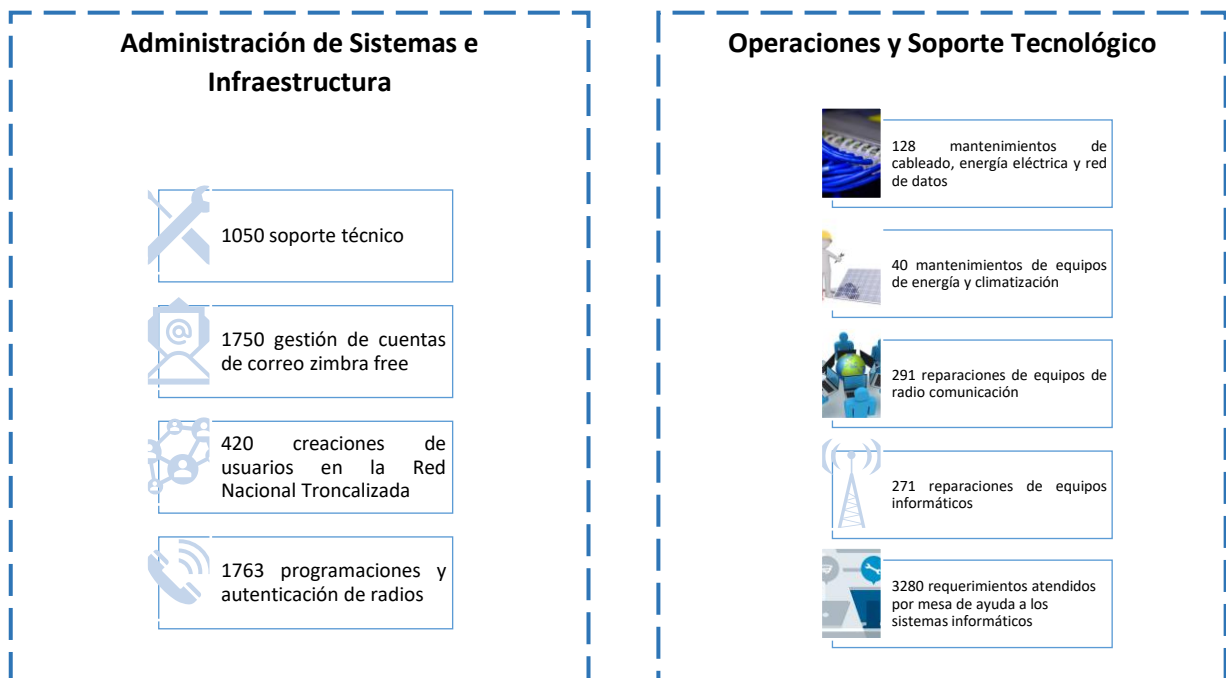 Administración de Sistemas e
Infraestructura
1050 soporte técnico
@
1750 gestión de cuentas
de correo zimbra free
420 creaciones de
usuarios en la Red
Nacional Troncalizada
1763 programaciones y
autenticación de radios
Operaciones y Soporte Tecnológico
128 mantenimientos de
cableado, energía eléctrica y red
de datos
40 mantenimientos de equipos
de energía y climatización
291 reparaciones de equipos de
radio comunicación
271 reparaciones de equipos
informáticos
3280 requerimientos atendidos
por mesa de ayuda a los
sistemas informáticos